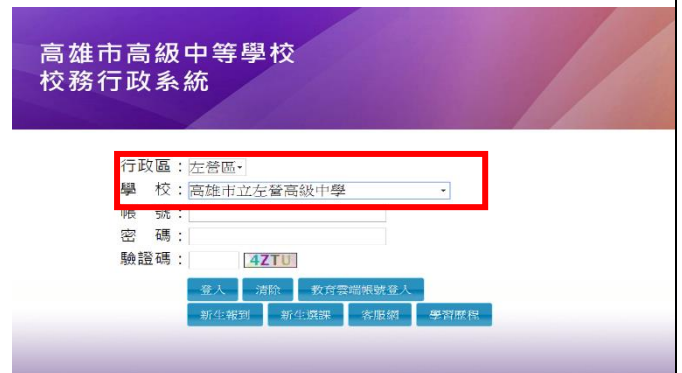 高雄市高級中等學校
校務行政系統
行政區：左營區
學　校：高雄市立左營高級中學
帳　號：
密　碼：
驗證碼：4ZTU
登入 清除 教育雲端帳號登入
新生報到 新生選課 客服網 學習歷程